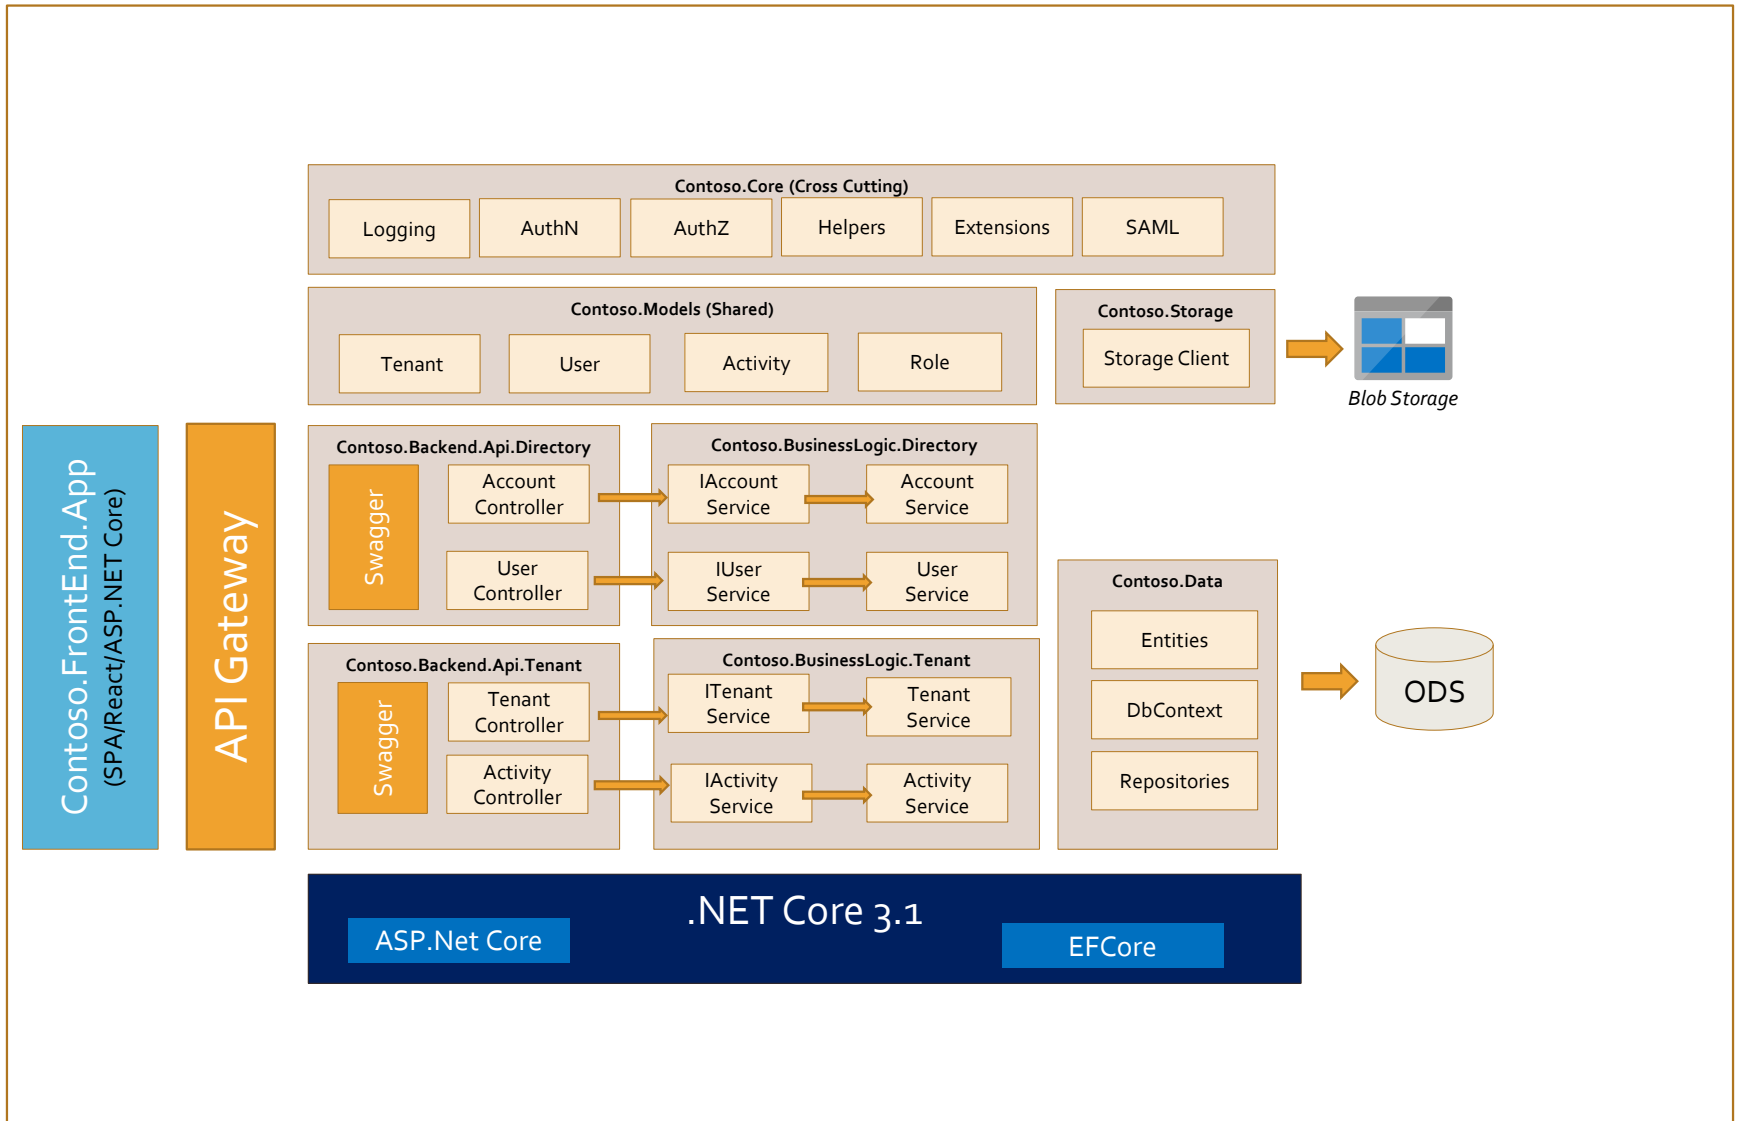 Contoso.Core (Cross Cutting)
Logging
AuthN
AuthZ
Helpers
Extensions
SAML
Contoso.Models (Shared)
Tenant
User
Activity
Role
Contoso.Storage
Storage Client
Blob Storage
Contoso.FrontEnd.App
(SPA/React/ASP.NET Core)
API Gateway
Contoso.Backend.Api.Directory
Swagger
Account
Controller
User
Controller
Contoso.BusinessLogic.Directory
IAccount
Service
Account
Service
IUser
Service
User
Service
Contoso.Backend.Api.Tenant
Swagger
Tenant
Controller
Activity
Controller
Contoso.BusinessLogic.Tenant
ITenant
Service
Tenant
Service
IActivity
Service
Activity
Service
Contoso.Data
Entities
DbContext
Repositories
ODS
.NET Core 3.1
ASP.Net Core
EFCore